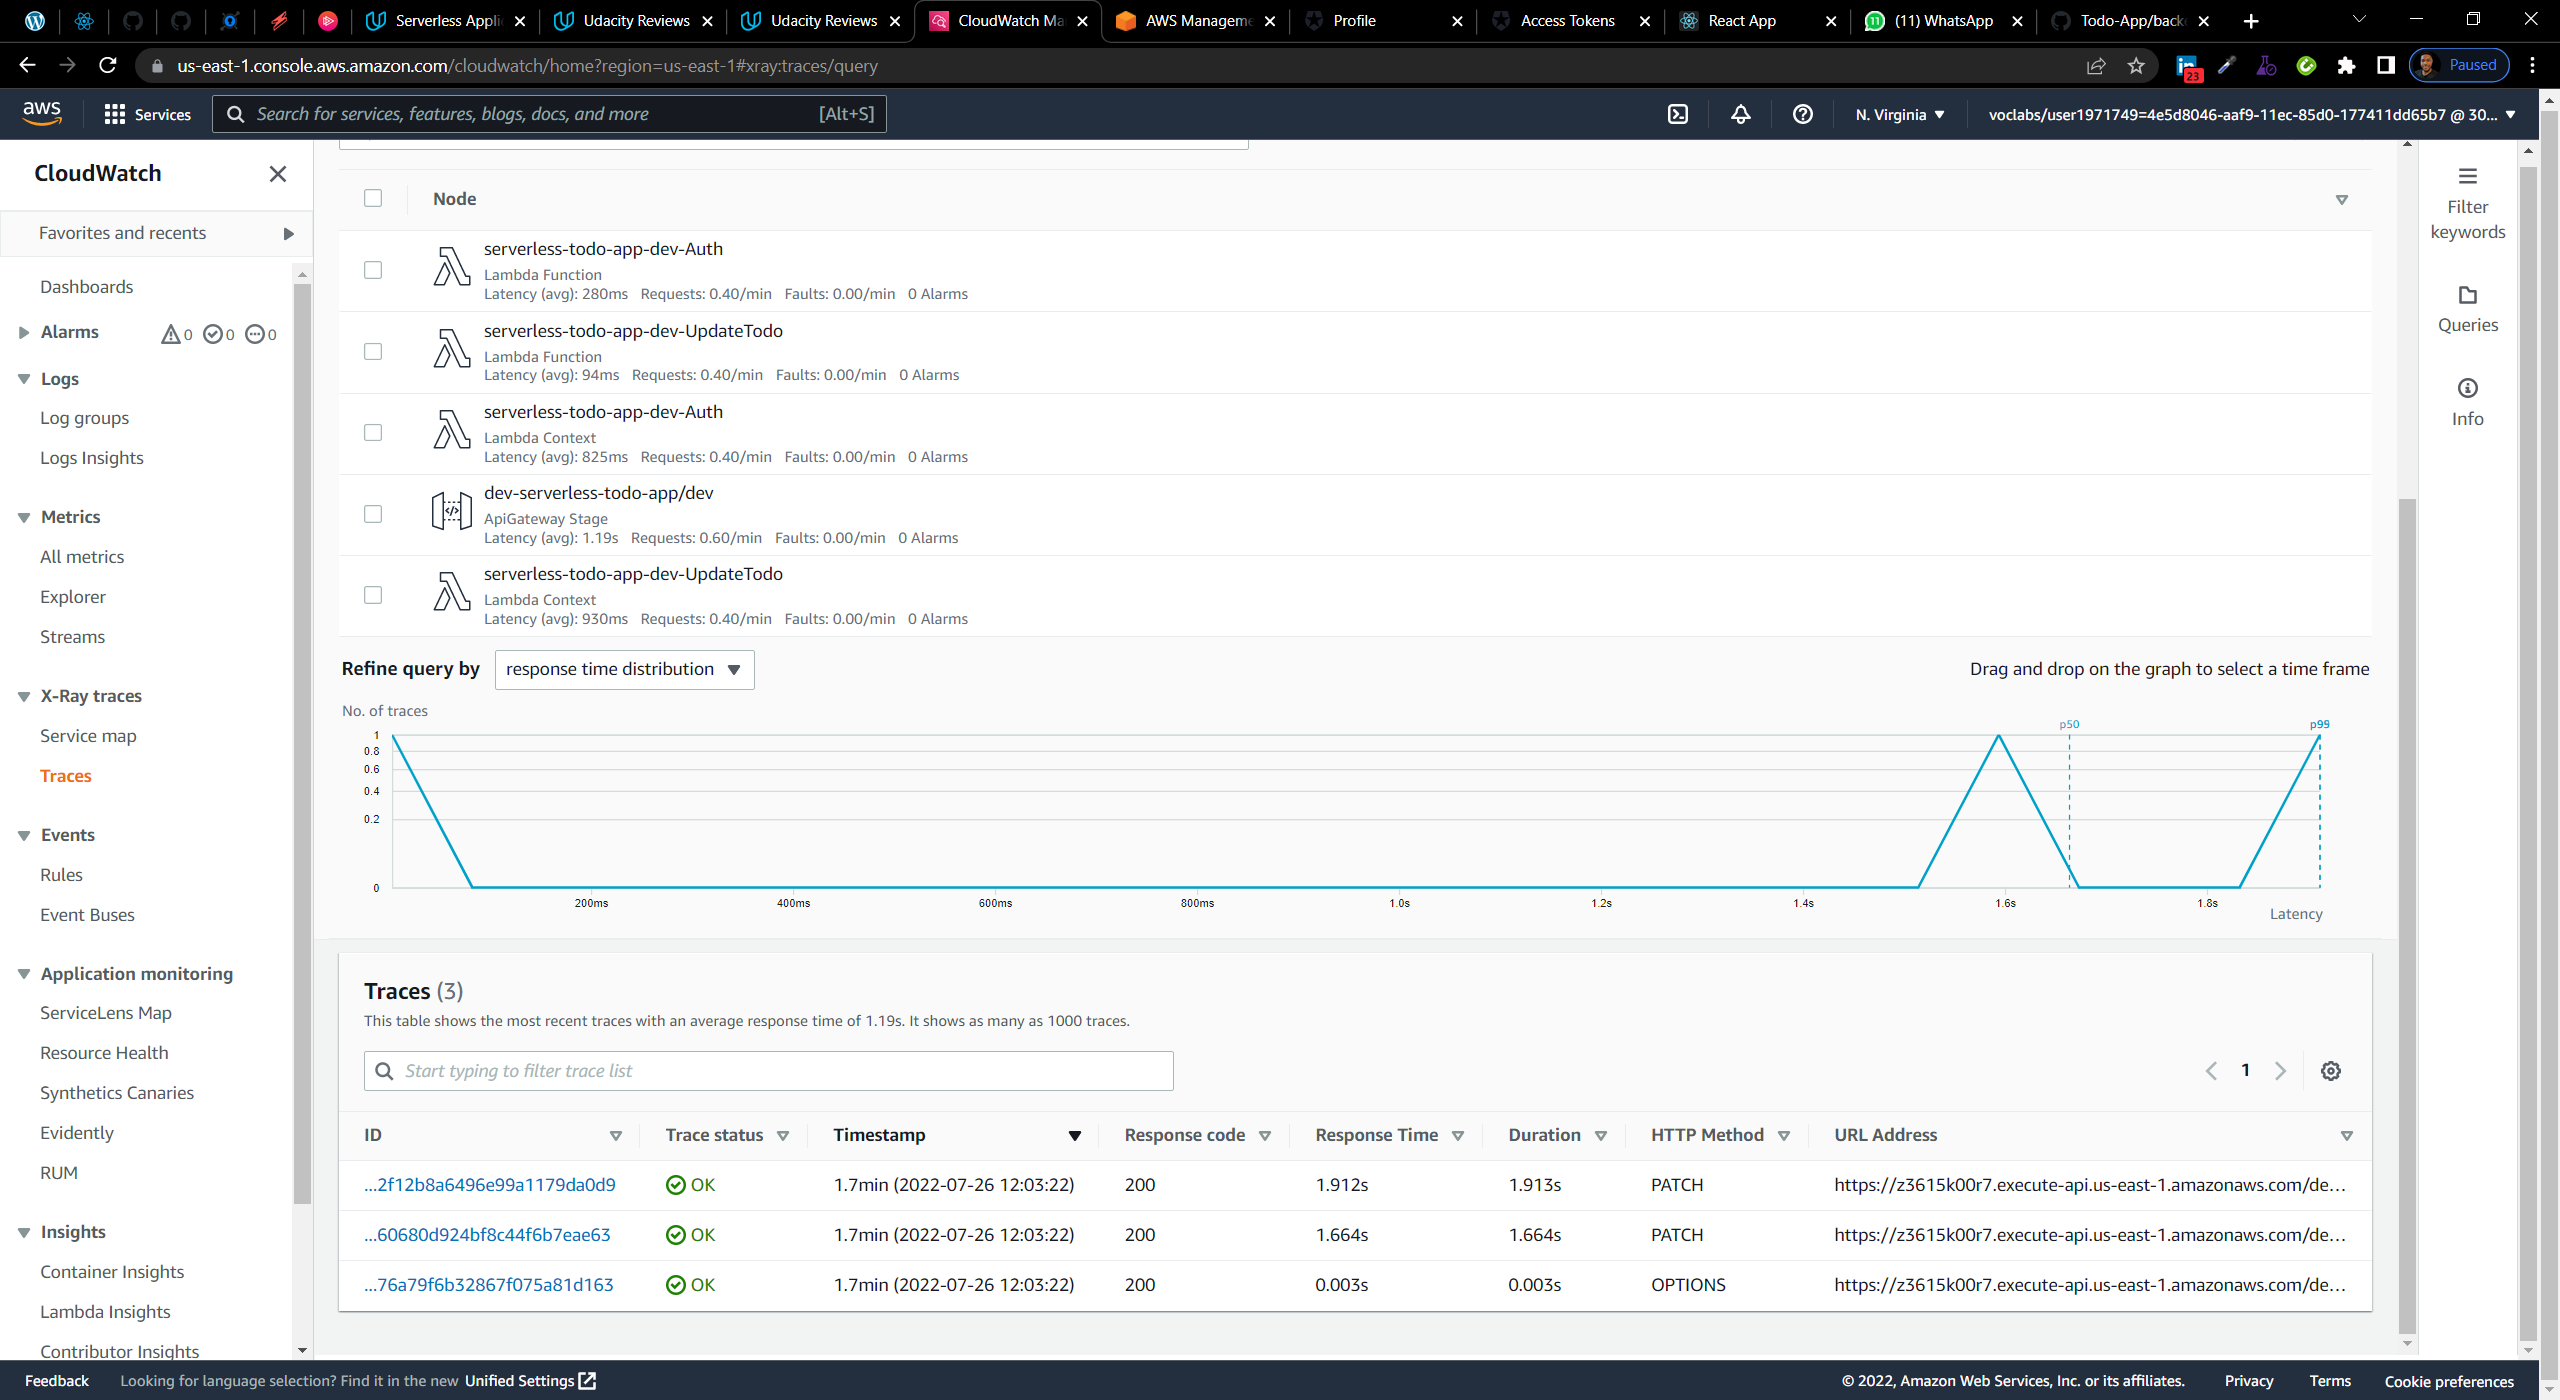 Serverless Appli
Udacity Reviews
Udacity Reviews
CloudWatch Ma
AWS Manageme
Profile
Access Tokens
React App
(11) WhatsApp
Todo-App/back
us-east-1.console.aws.amazon.com/cloudwatch/home?region=us-east-1#xray:traces/query
23
Paused
aws
Services
Search for services, features, blogs, docs, and more
[Alt+S]
N. Virginia
voclabs/user1971749=4e5d8046-aaf9-11ec-85d0-177411dd65b7 @ 30...
CloudWatch
Favorites and recents
Dashboards
Alarms
0
0
0
Logs
Log groups
Logs Insights
Metrics
All metrics
Explorer
Streams
X-Ray traces
Service map
Traces
Events
Rules
Event Buses
Application monitoring
ServiceLens Map
Resource Health
Synthetics Canaries
Evidently
RUM
Insights
Container Insights
Lambda Insights
Contributor Insights
Node
serverless-todo-app-dev-Auth
Lambda Function
Latency (avg): 280ms Requests: 0.40/min Faults: 0.00/min 0 Alarms
serverless-todo-app-dev-UpdateTodo
Lambda Function
Latency (avg): 94ms Requests: 0.40/min Faults: 0.00/min 0 Alarms
serverless-todo-app-dev-Auth
Lambda Context
Latency (avg): 825ms Requests: 0.40/min Faults: 0.00/min 0 Alarms
dev-serverless-todo-app/dev
ApiGateway Stage
Latency (avg): 1.19s Requests: 0.60/min Faults: 0.00/min 0 Alarms
serverless-todo-app-dev-UpdateTodo
Lambda Context
Latency (avg): 930ms Requests: 0.40/min Faults: 0.00/min 0 Alarms
Refine query by
response time distribution
Drag and drop on the graph to select a time frame
No. of traces
p50
p99
1
0.8
0.6
0.4
0.2
0
200ms
400ms
600ms
800ms
1.0s
1.2s
1.4s
1.6s
1.8s
Latency
Traces (3)
This table shows the most recent traces with an average response time of 1.19s. It shows as many as 1000 traces.
Start typing to filter trace list
1
ID Trace status Timestamp Response code Response Time Duration HTTP Method URL Address
...2f12b8a6496e99a1179da0d9 OK 1.7min (2022-07-26 12:03:22) 200 1.912s 1.913s PATCH https://z3615k00r7.execute-api.us-east-1.amazonaws.com/de...
...60680d924bf8c44f6b7eae63 OK 1.7min (2022-07-26 12:03:22) 200 1.664s 1.664s PATCH https://z3615k00r7.execute-api.us-east-1.amazonaws.com/de...
...76a79f6b32867f075a81d163 OK 1.7min (2022-07-26 12:03:22) 200 0.003s 0.003s OPTIONS https://z3615k00r7.execute-api.us-east-1.amazonaws.com/de...
Filter
keywords
Queries
Info
Feedback
Looking for language selection? Find it in the new Unified Settings
© 2022, Amazon Web Services, Inc. or its affiliates.
Privacy
Terms
Cookie preferences